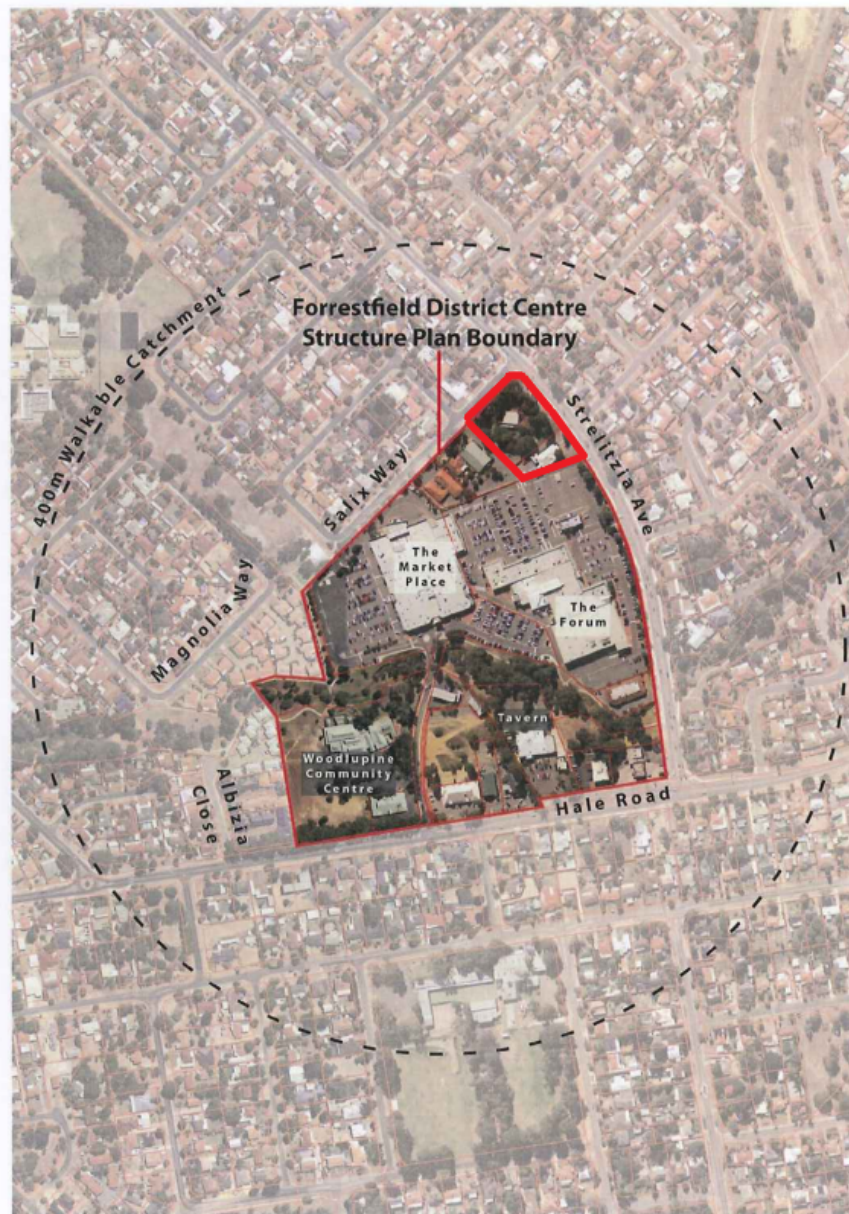 Forrestfield District Centre
Structure Plan Boundary
400m Walkable Catchment
Strelitzia Ave
Salix Way
The
Market
Place
The
Forum
Magnolia Way
Tavern
Woodlupine
Community
Centre
Albizia
Close
Hale Road